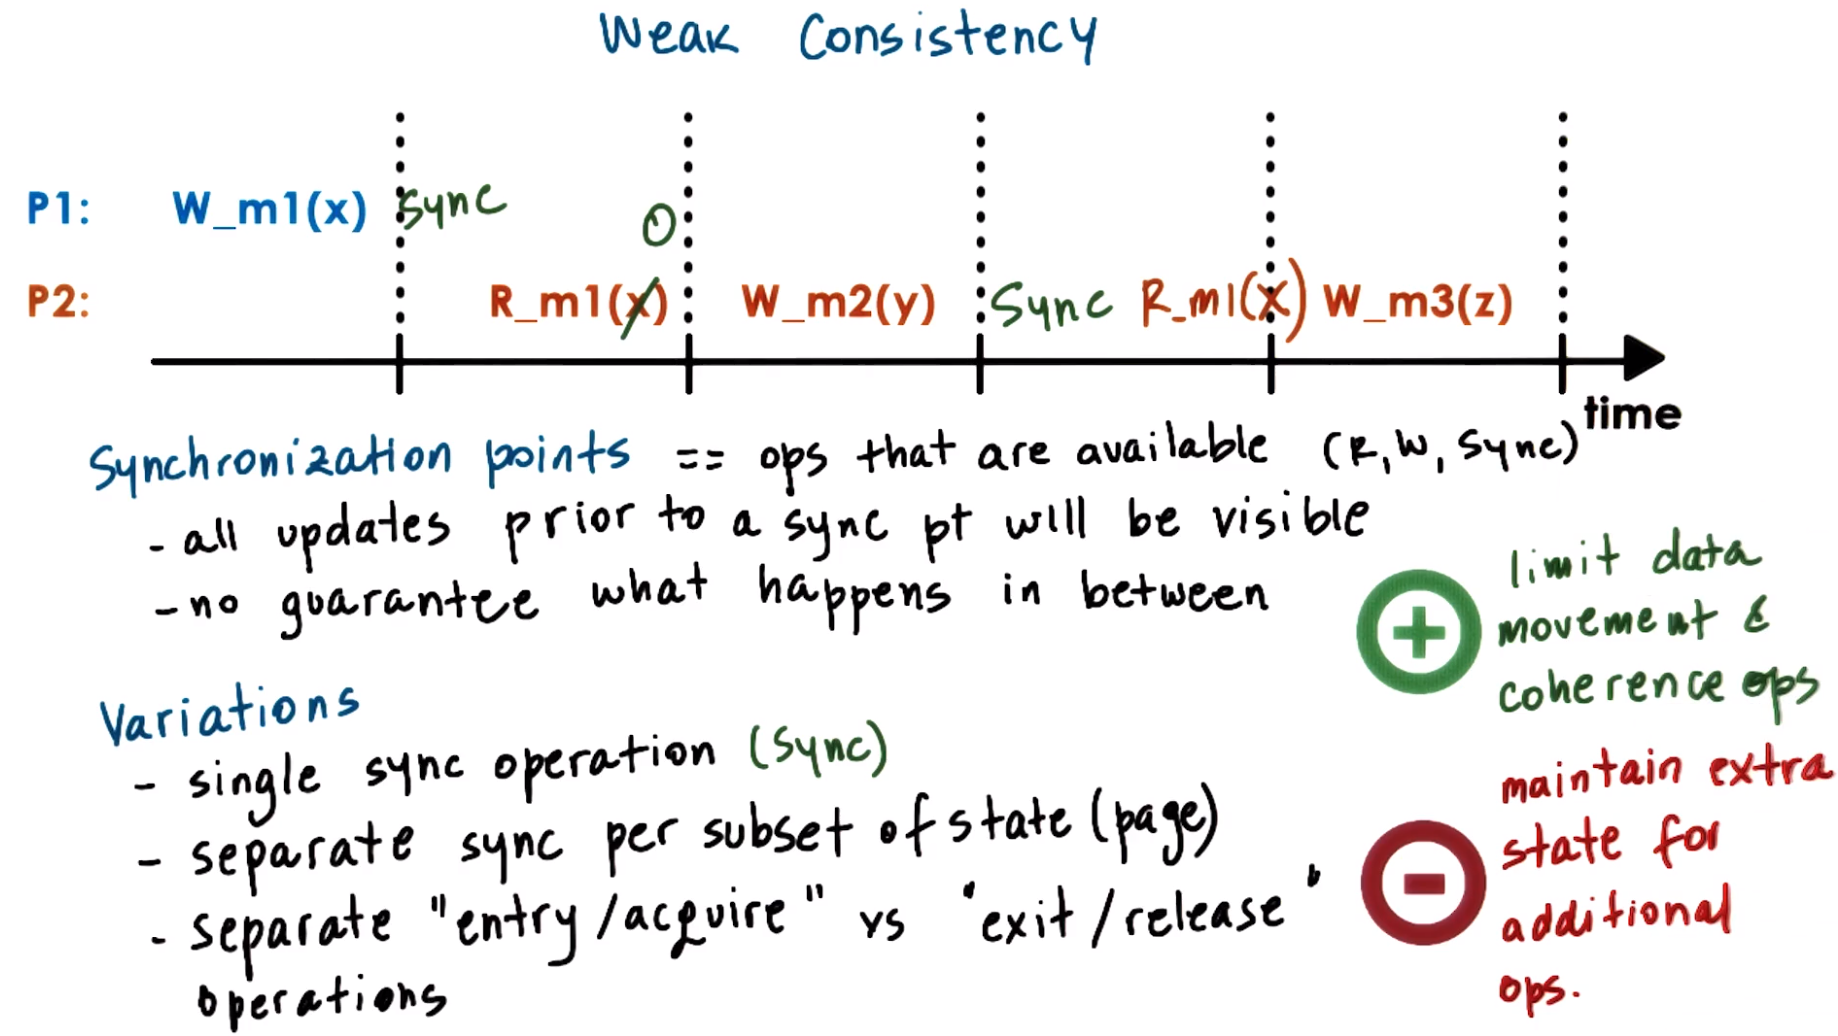 Weak Consistency
P1: W_m1(x) Sync 0
P2: R_m1(x) W_m2(y) Sync R_m1(x) W_m3(z)
time
Synchronization points == ops that are available (R, W, Sync)
- all updates prior to a sync pt will be visible
- no guarantee what happens in between
limit data
movement &
coherence ops
Variations
- single sync operation (Sync)
- separate sync per subset of state (page)
- separate "entry/acquire" vs "exit/release"
operations
maintain extra
state for
additional
ops.